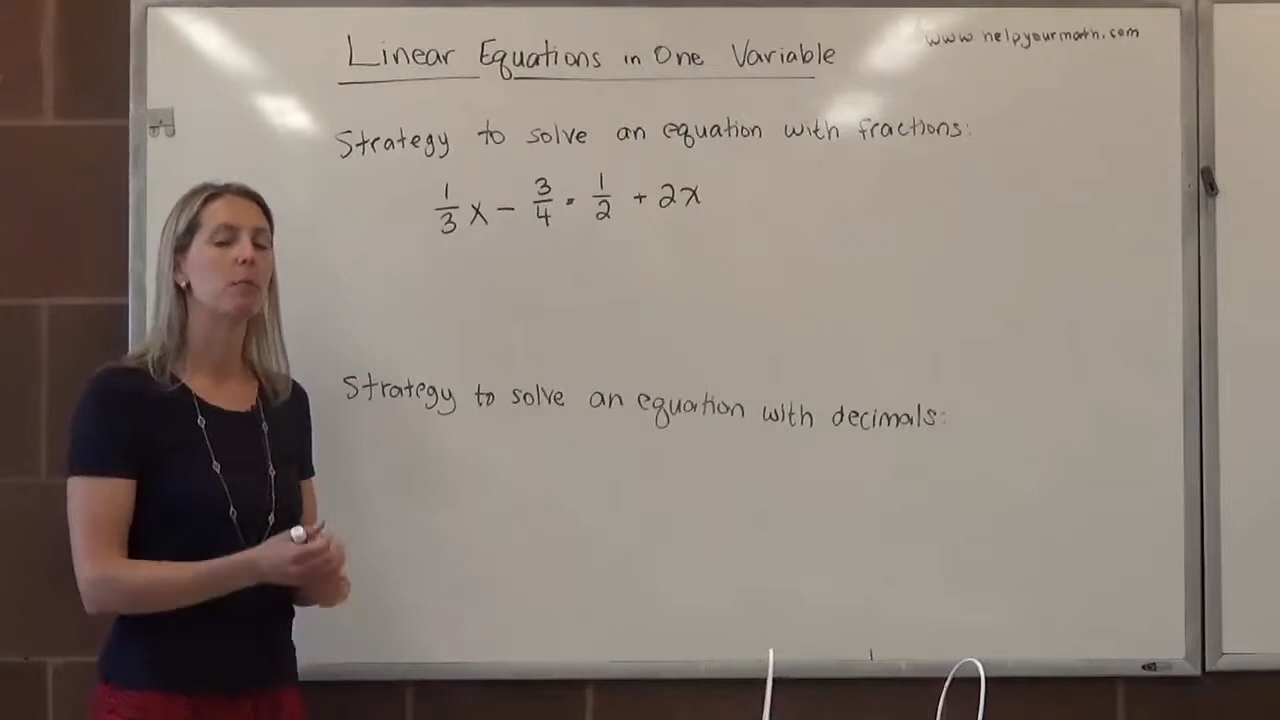 www.helpyourmath.com
Linear Equations in One Variable
Strategy to solve an equation with fractions:
1/3 x - 3/4 = 1/2 + 2x
Strategy to solve an equation with decimals: